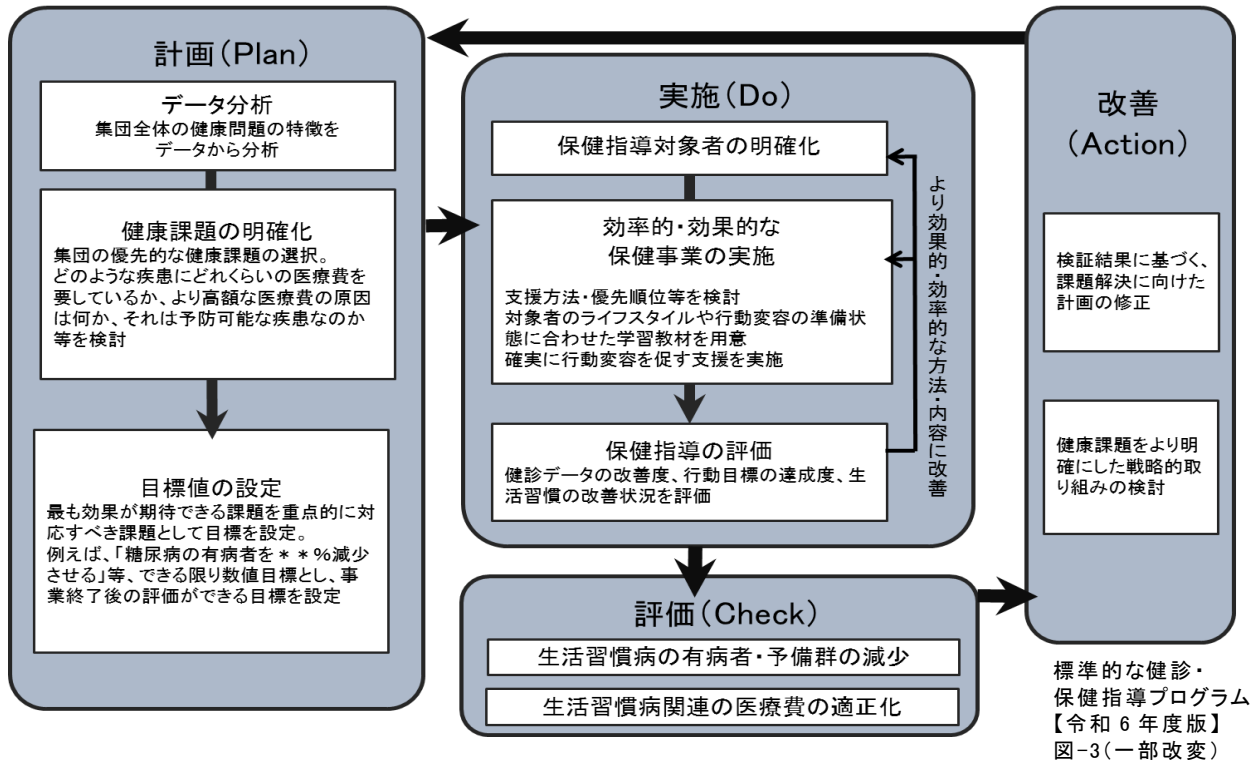 計画(Plan)
データ分析
集団全体の健康問題の特徴を
データから分析
健康課題の明確化
集団の優先的な健康課題の選択。
どのような疾患にどれくらいの医療費を
要しているか、より高額な医療費の原因
は何か、それは予防可能な疾患なのか
等を検討
目標値の設定
最も効果が期待できる課題を重点的に対
応すべき課題として目標を設定。
例えば、「糖尿病の有病者を**%減少
させる」等、できる限り数値目標とし、事
業終了後の評価ができる目標を設定
実施(Do)
保健指導対象者の明確化
効率的・効果的な
保健事業の実施
支援方法・優先順位等を検討
対象者のライフスタイルや行動変容の準備状
態に合わせた学習教材を用意
確実に行動変容を促す支援を実施
保健指導の評価
健診データの改善度、行動目標の達成度、生
活習慣の改善状況を評価
より効果的・効率的な方法・内容に改善
評価(Check)
生活習慣病の有病者・予備群の減少
生活習慣病関連の医療費の適正化
改善
(Action)
検証結果に基づく、
課題解決に向けた
計画の修正
健康課題をより明
確にした戦略的取
り組みの検討
標準的な健診・
保健指導プログラム
【令和6年度版】
図-3(一部改変)